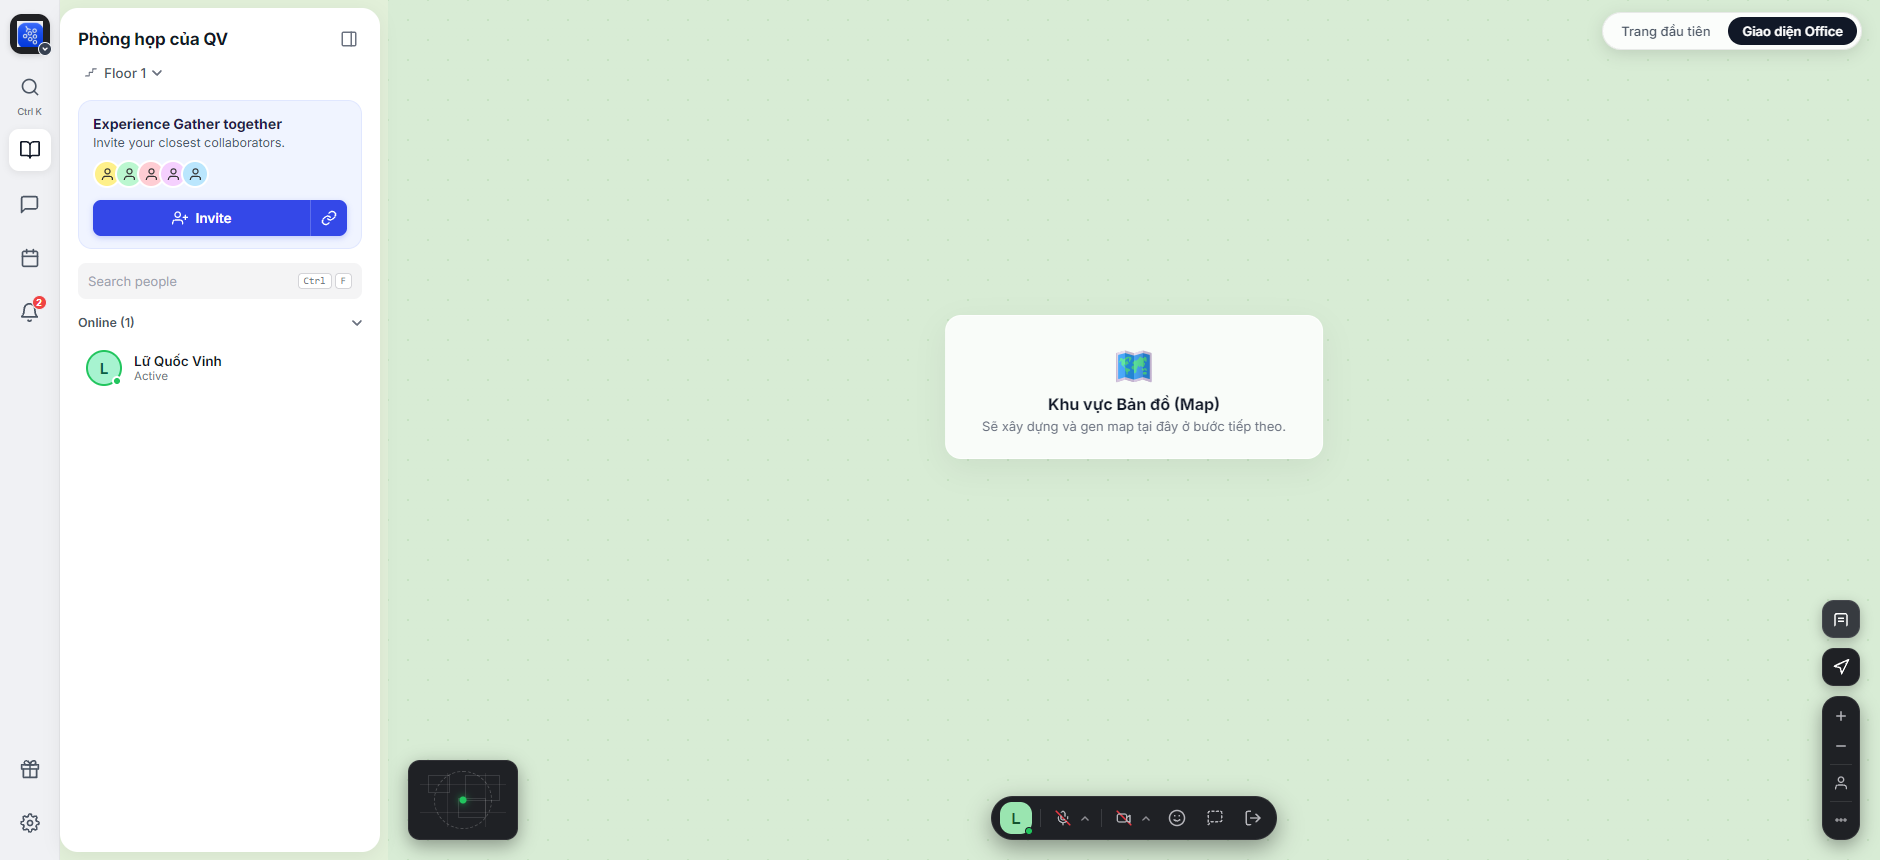 Phòng họp của QV
Floor 1
Ctrl K
Experience Gather together
Invite your closest collaborators.
Invite
Search people
Ctrl F
2
Online (1)
L
Lữ Quốc Vinh
Active
Trang đầu tiên
Giao diện Office
Khu vực Bản đồ (Map)
Sẽ xây dựng và gen map tại đây ở bước tiếp theo.
L